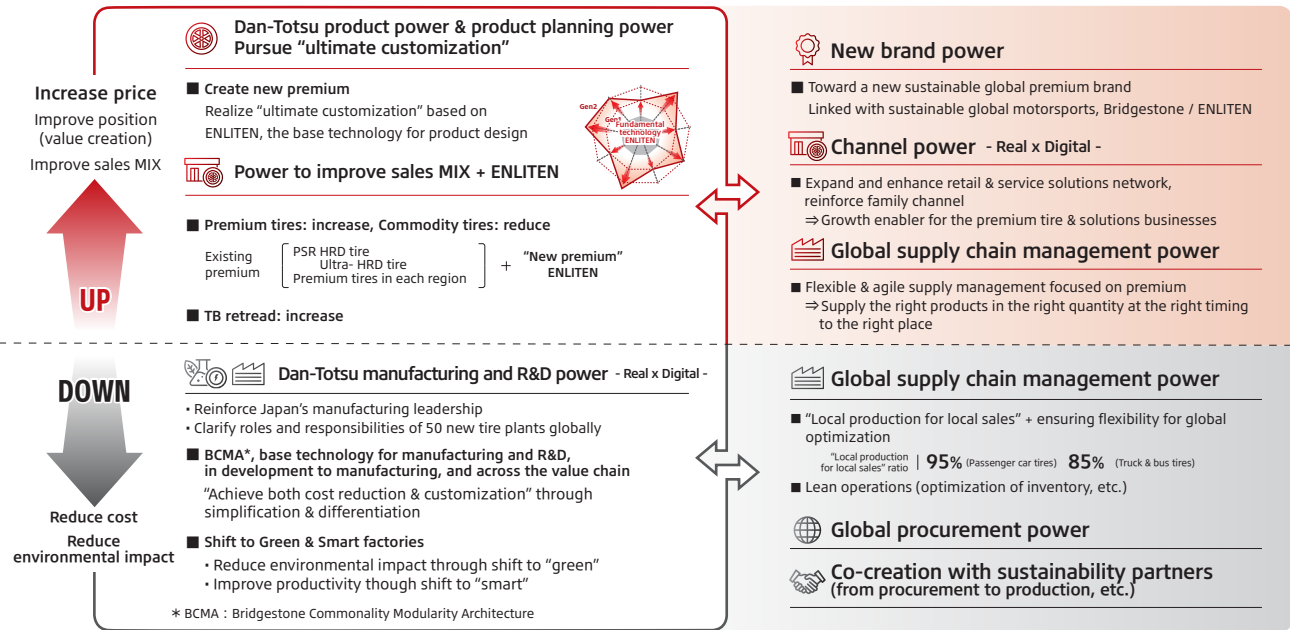 Increase price
Improve position
(value creation)
Improve sales MIX
UP
Dan-Totsu product power & product planning power
Pursue “ultimate customization”
■ Create new premium
Realize “ultimate customization” based on
ENLITEN, the base technology for product design
Gen2
Fundamental
technology
ENLITEN
Power to improve sales MIX + ENLITEN
■ Premium tires: increase, Commodity tires: reduce
Existing
premium
PSR HRD tire
Ultra- HRD tire
Premium tires in each region
+
“New premium”
ENLITEN
■ TB retread: increase
New brand power
■ Toward a new sustainable global premium brand
Linked with sustainable global motorsports, Bridgestone / ENLITEN
Channel power - Real x Digital -
■ Expand and enhance retail & service solutions network,
reinforce family channel
⇒Growth enabler for the premium tire & solutions businesses
Global supply chain management power
■ Flexible & agile supply management focused on premium
⇒Supply the right products in the right quantity at the right timing
to the right place
DOWN
Reduce cost
Reduce
environmental impact
Dan-Totsu manufacturing and R&D power - Real x Digital -
・Reinforce Japan’s manufacturing leadership
・Clarify roles and responsibilities of 50 new tire plants globally
■ BCMA*, base technology for manufacturing and R&D,
in development to manufacturing, and across the value chain
“Achieve both cost reduction & customization” through
simplification & differentiation
■ Shift to Green & Smart factories
・Reduce environmental impact through shift to “green”
・Improve productivity though shift to “smart”
* BCMA : Bridgestone Commonality Modularity Architecture
Global supply chain management power
■ “Local production for local sales” + ensuring flexibility for global
optimization
“Local production
for local sales” ratio
95% (Passenger car tires) 85% (Truck & bus tires)
■ Lean operations (optimization of inventory, etc.)
Global procurement power
Co-creation with sustainability partners
(from procurement to production, etc.)